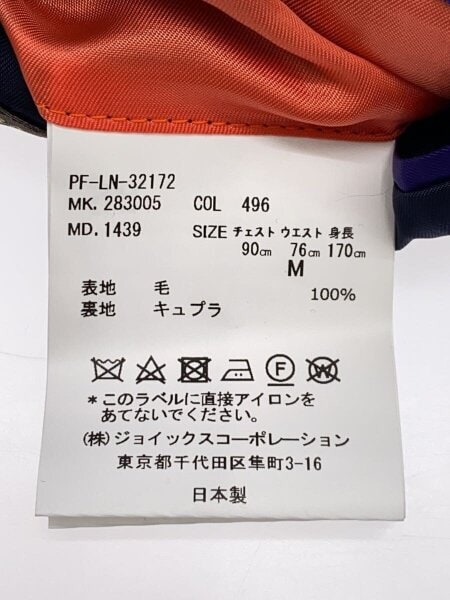 PF-LN-32172
MK. 283005 COL 496
MD. 1439 SIZE チェスト ウエスト 身長
90㎝ 76㎝ 170㎝
M
表地 毛
裏地 キュプラ 100%
F W
*このラベルに直接アイロンを
あてないでください。
(株)ジョイックスコーポレーション
東京都千代田区隼町3-16
日本製